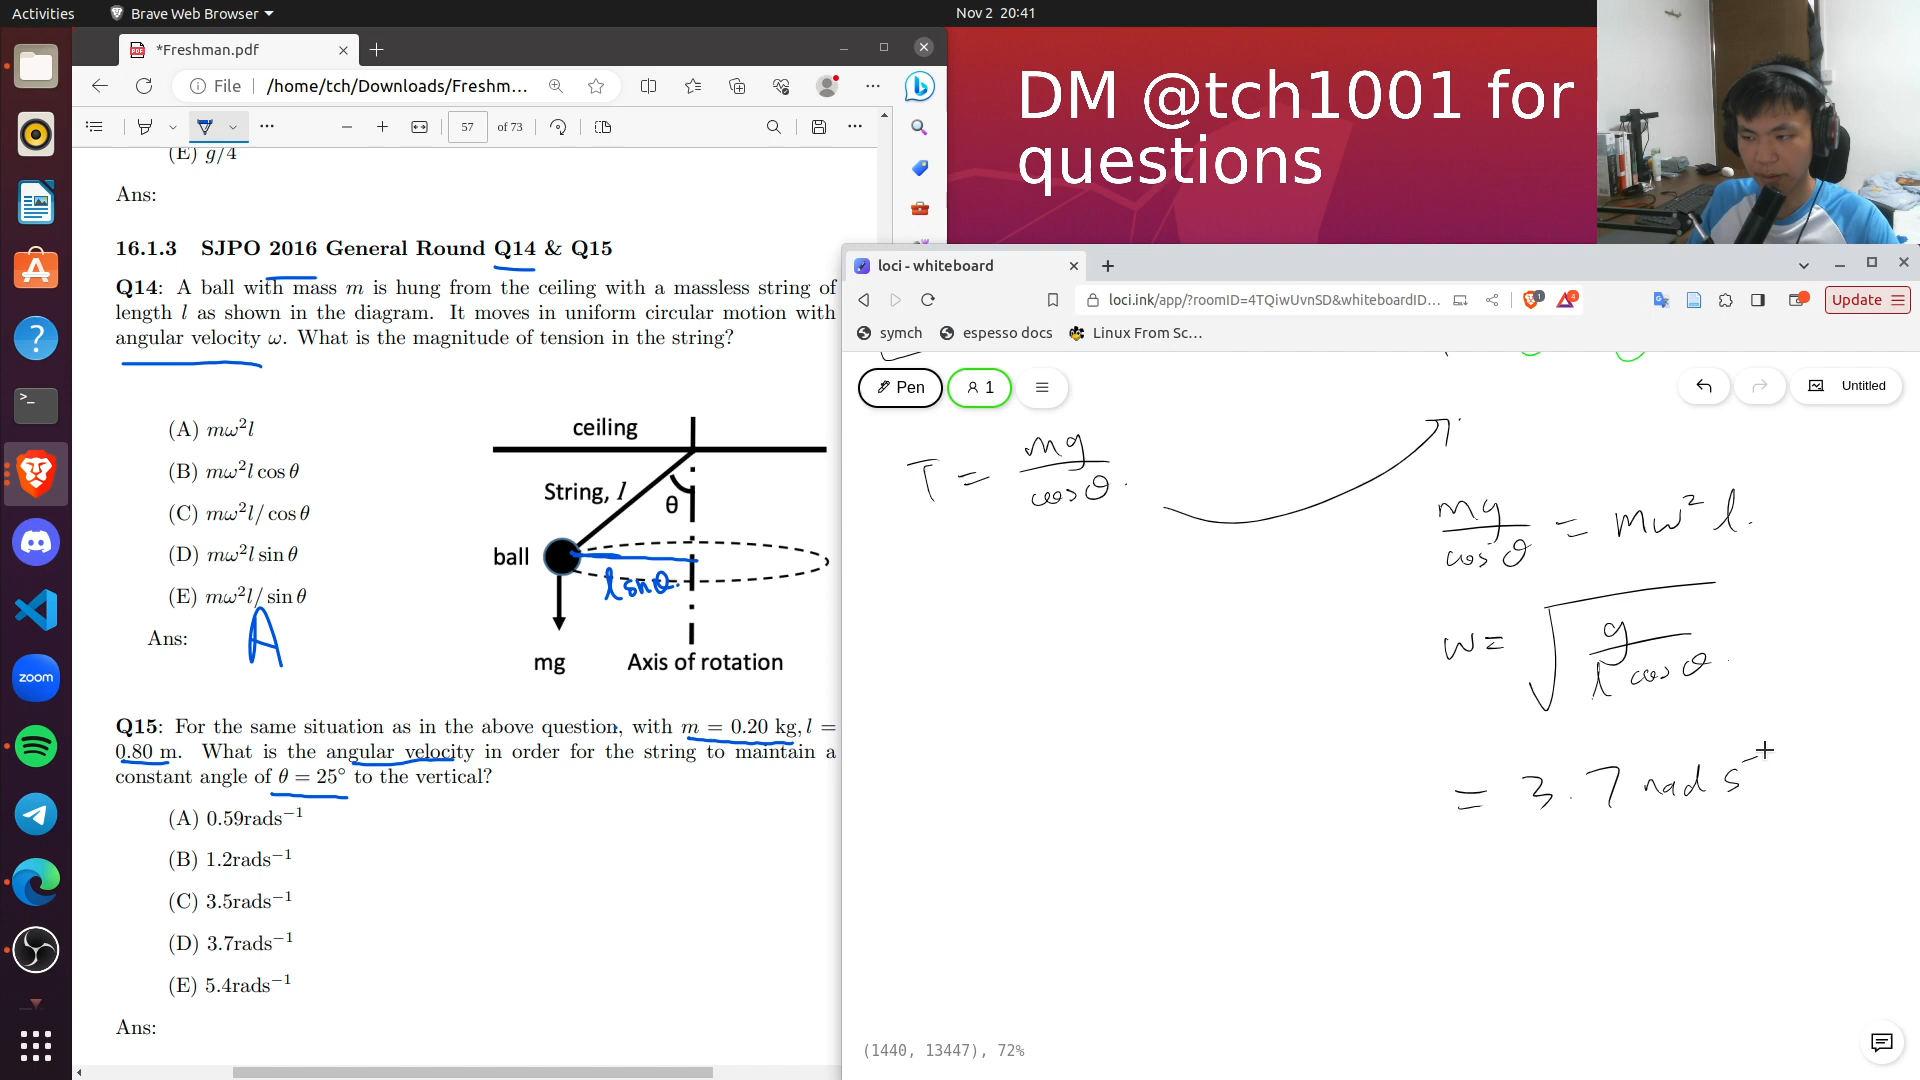 Activities
Brave Web Browser
Nov 2 20:41
*Freshman.pdf
File
/home/tch/Downloads/Freshm...
57
of 73
DM @tch1001 for
questions
(E) g/4
Ans:
16.1.3 SJPO 2016 General Round Q14 & Q15
Q14: A ball with mass m is hung from the ceiling with a massless string of
length l as shown in the diagram. It moves in uniform circular motion with
angular velocity ω. What is the magnitude of tension in the string?
(A) mω²l
(B) mω²l cos θ
(C) mω²l/ cos θ
(D) mω²l sin θ
(E) mω²l/ sin θ
Ans:
A
ceiling
String, l
θ
ball
l sinθ.
mg
Axis of rotation
Q15: For the same situation as in the above question, with m = 0.20 kg, l =
0.80 m. What is the angular velocity in order for the string to maintain a
constant angle of θ = 25° to the vertical?
(A) 0.59rads⁻¹
(B) 1.2rads⁻¹
(C) 3.5rads⁻¹
(D) 3.7rads⁻¹
(E) 5.4rads⁻¹
Ans:
loci - whiteboard
loci.ink/app/?roomID=4TQiwUvnSD&whiteboardID...
1
4
Update
symch
espesso docs
Linux From Sc...
Pen
1
Untitled
T = mg / cos θ.
mg / cos θ = mω² l.
ω = √ g / l cos θ.
= 3.7 rad s⁻
(1440, 13447), 72%
zoom